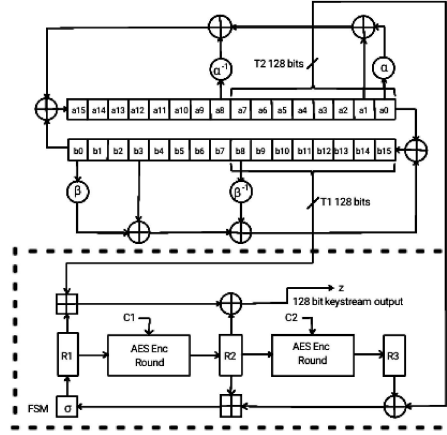 α⁻¹ T2 128 bits α
a15 a14 a13 a12 a11 a10 a9 a8 a7 a6 a5 a4 a3 a2 a1 a0
b0 b1 b2 b3 b4 b5 b6 b7 b8 b9 b10 b11 b12 b13 b14 b15
β β⁻¹
T1 128 bits
z
128 bit keystream output
C1 C2
R1 AES Enc Round R2 AES Enc Round R3
FSM σ